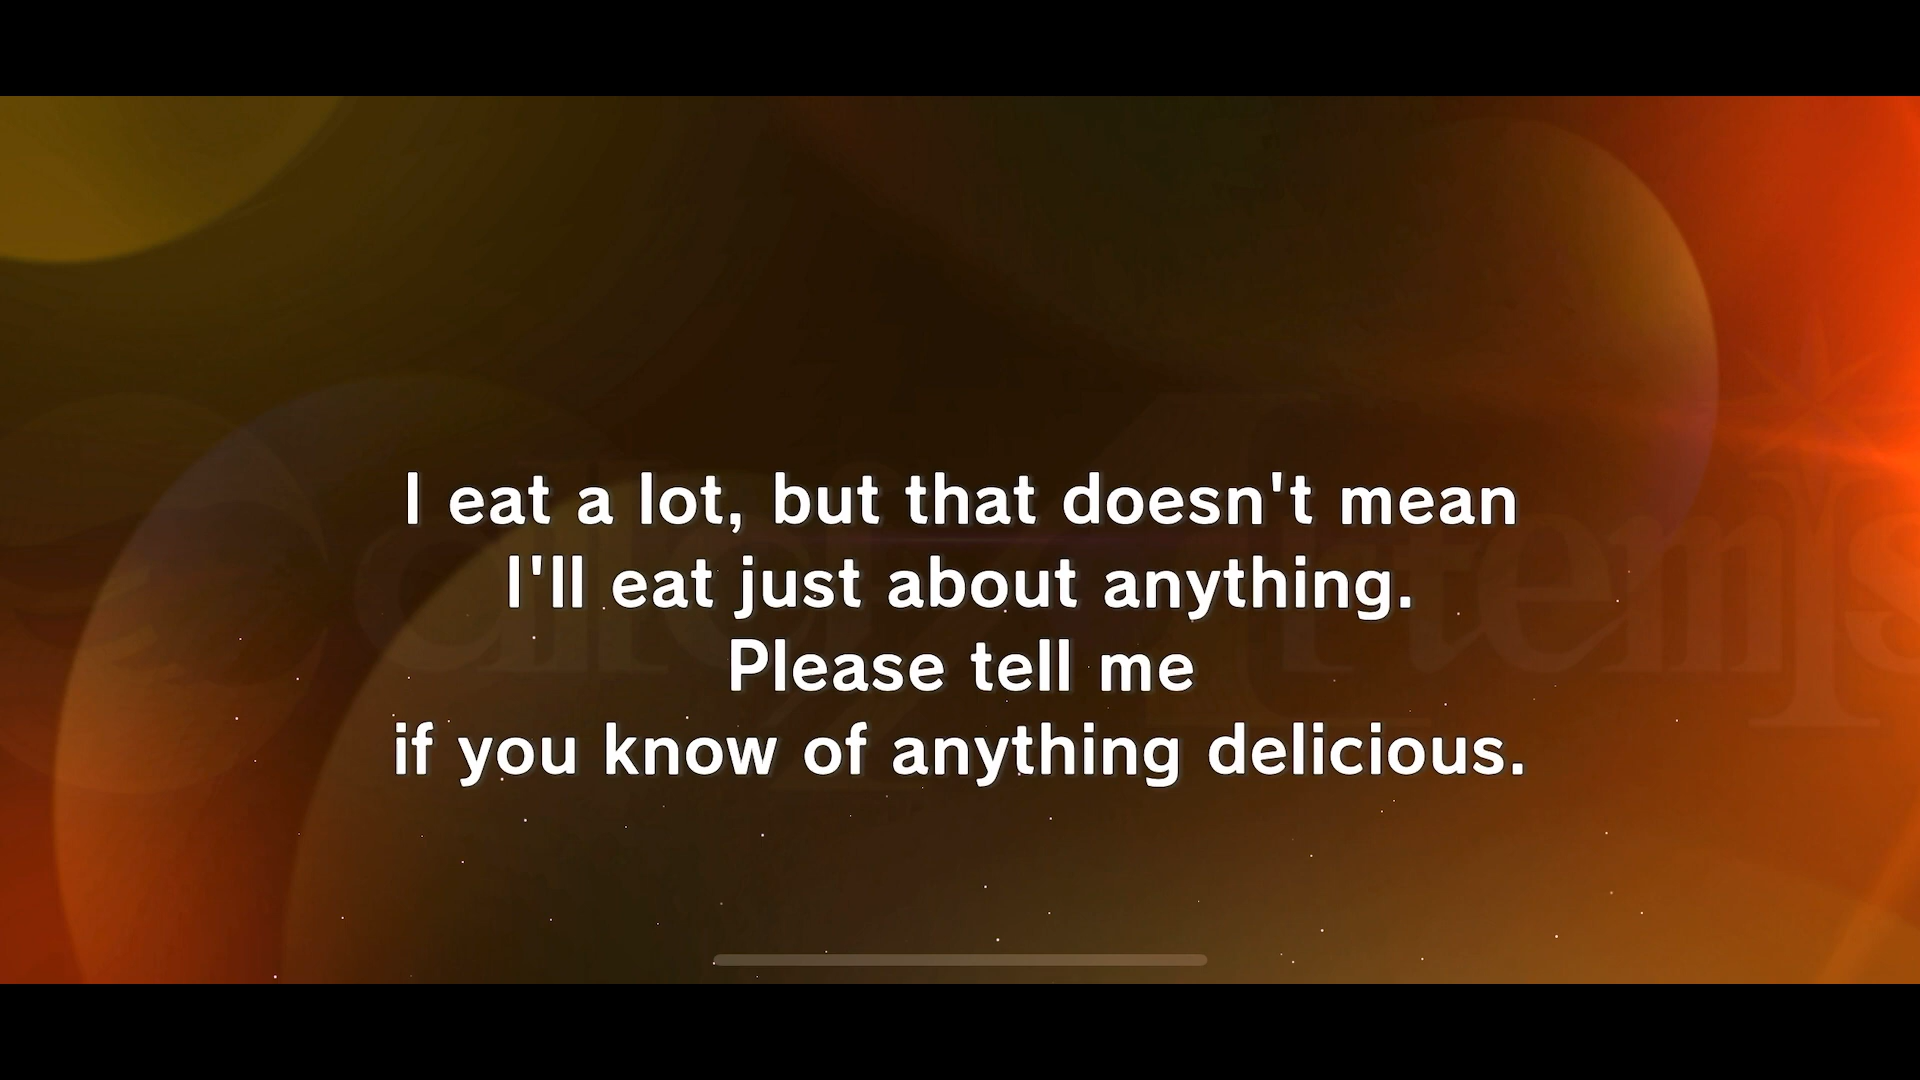 I eat a lot, but that doesn't mean
I'll eat just about anything.
Please tell me
if you know of anything delicious.